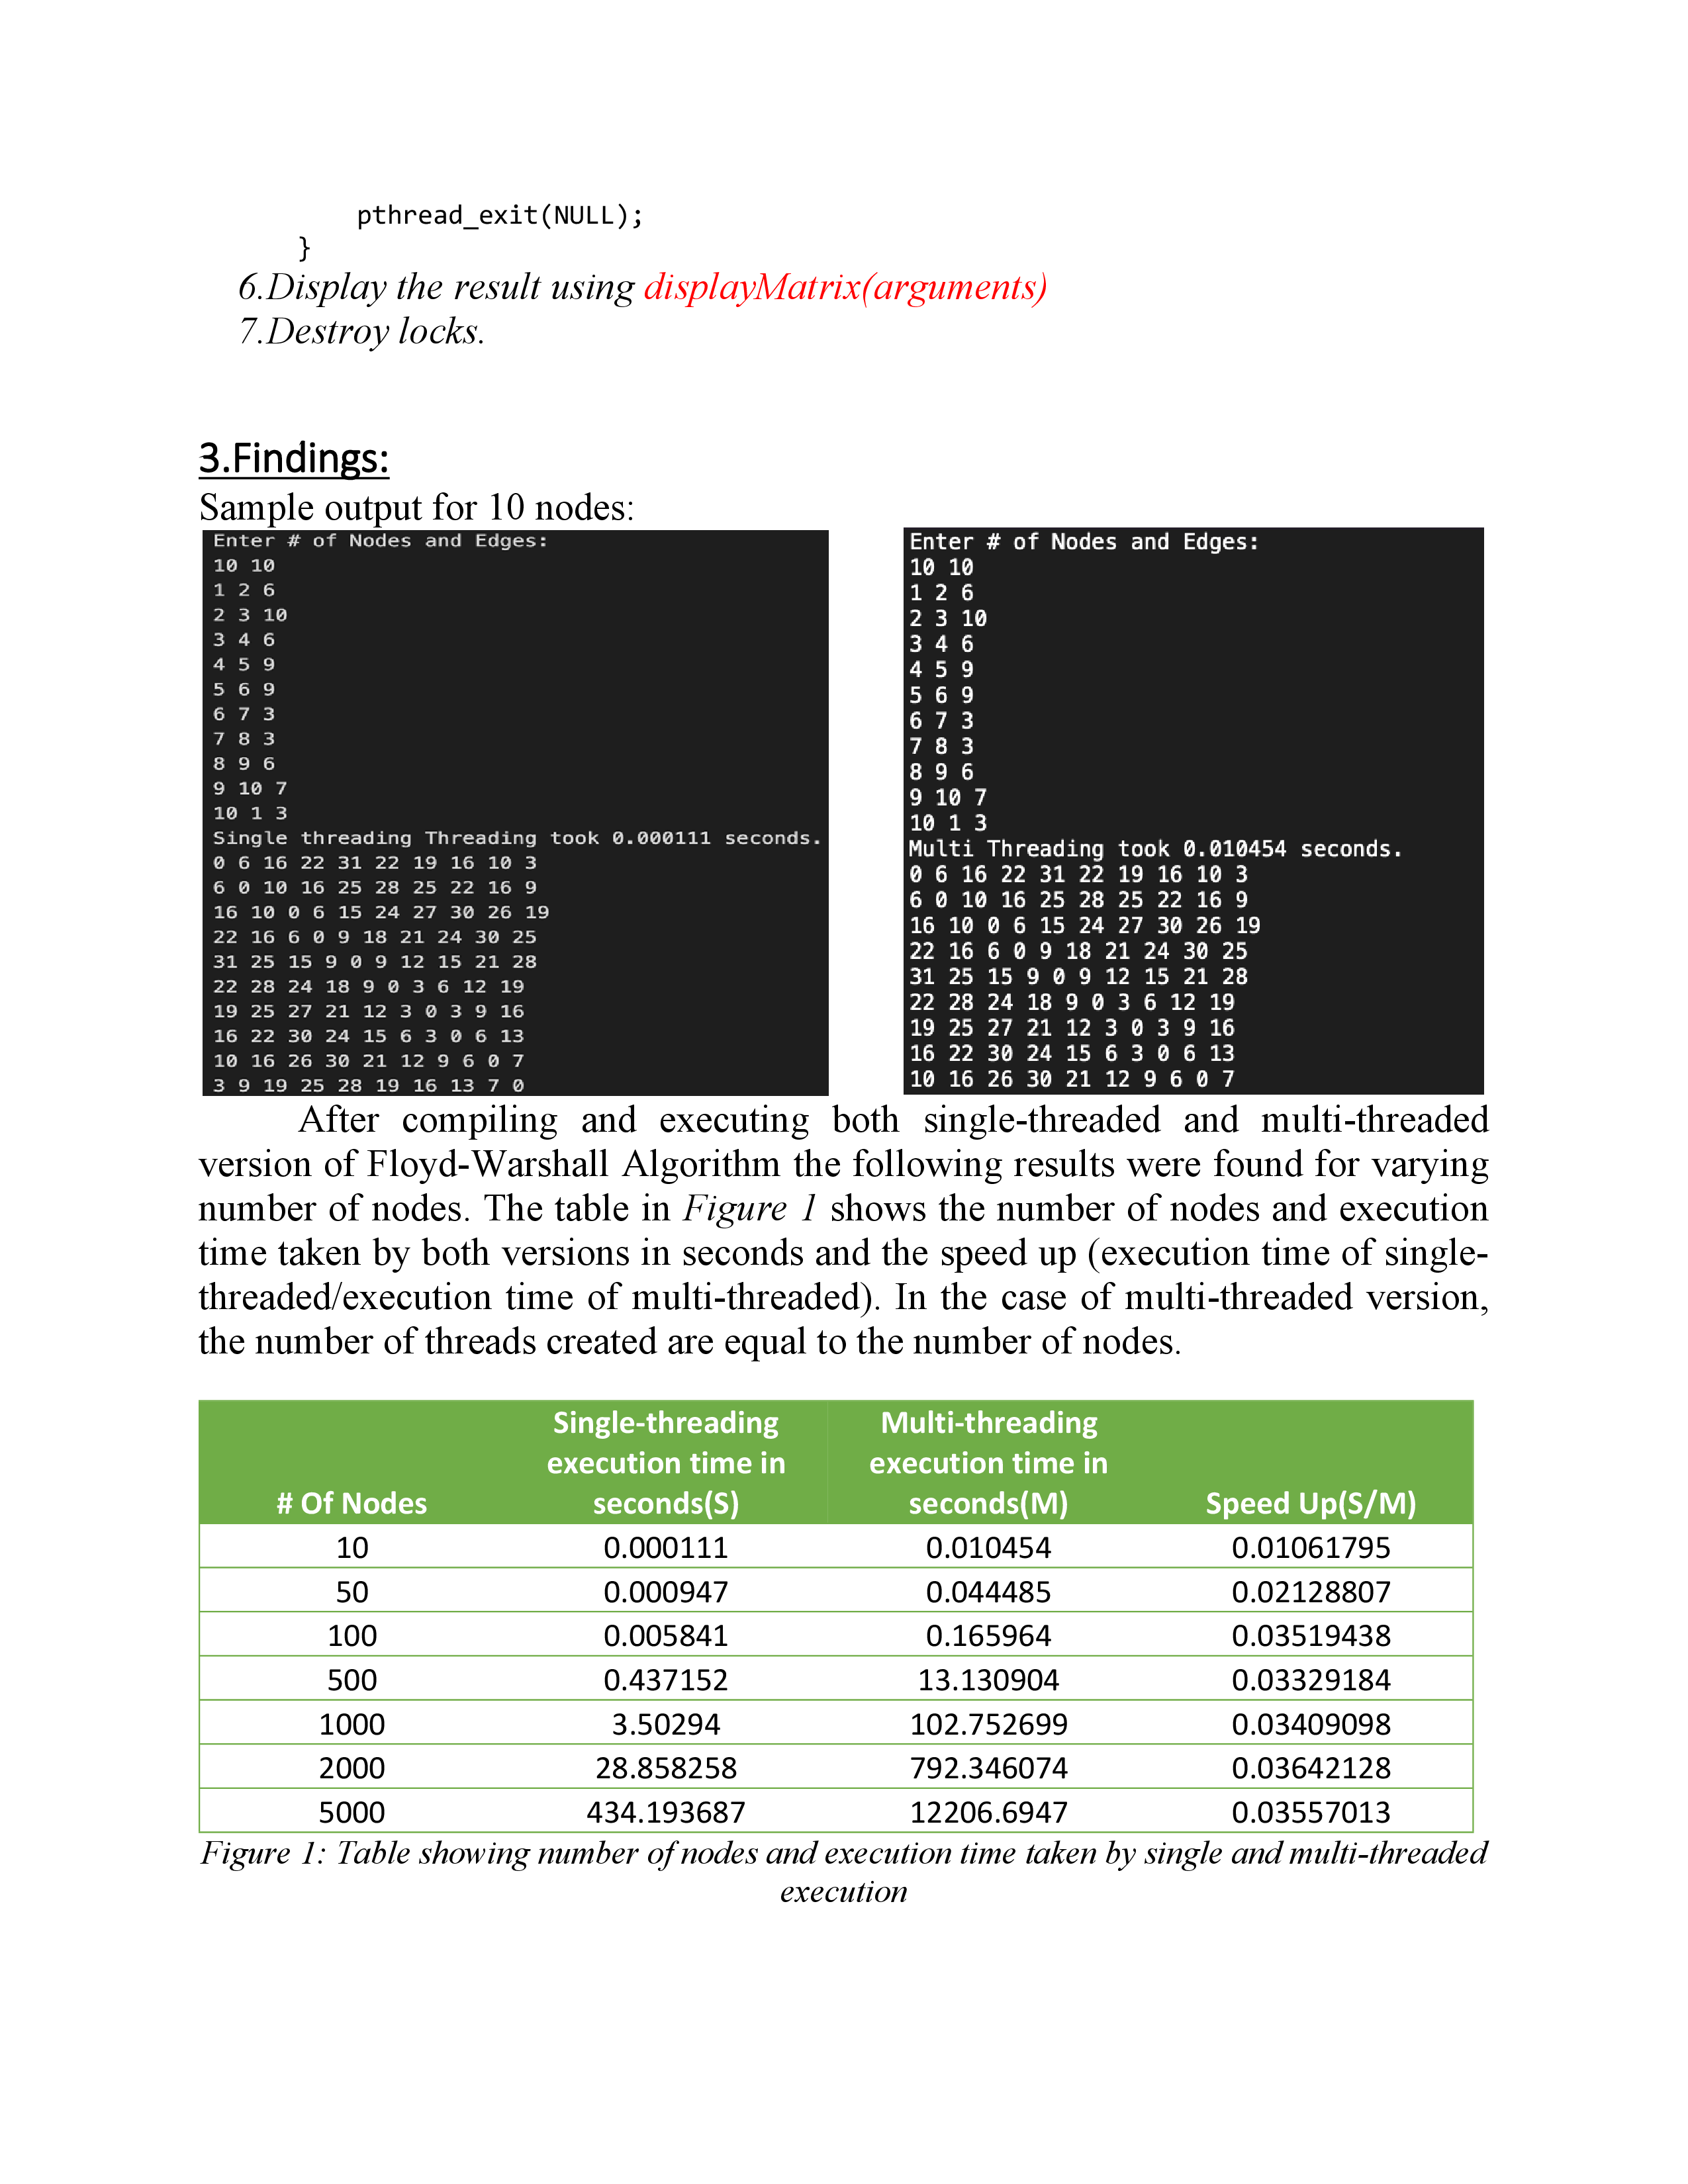 pthread_exit(NULL);
}
6.Display the result using displayMatrix(arguments)
7.Destroy locks.
3.Findings:
Sample output for 10 nodes:
Enter # of Nodes and Edges:
10 10
1 2 6
2 3 10
3 4 6
4 5 9
5 6 9
6 7 3
7 8 3
8 9 6
9 10 7
10 1 3
Single threading Threading took 0.000111 seconds.
0 6 16 22 31 22 19 16 10 3
6 0 10 16 25 28 25 22 16 9
16 10 0 6 15 24 27 30 26 19
22 16 6 0 9 18 21 24 30 25
31 25 15 9 0 9 12 15 21 28
22 28 24 18 9 0 3 6 12 19
19 25 27 21 12 3 0 3 9 16
16 22 30 24 15 6 3 0 6 13
10 16 26 30 21 12 9 6 0 7
3 9 19 25 28 19 16 13 7 0
Enter # of Nodes and Edges:
10 10
1 2 6
2 3 10
3 4 6
4 5 9
5 6 9
6 7 3
7 8 3
8 9 6
9 10 7
10 1 3
Multi Threading took 0.010454 seconds.
0 6 16 22 31 22 19 16 10 3
6 0 10 16 25 28 25 22 16 9
16 10 0 6 15 24 27 30 26 19
22 16 6 0 9 18 21 24 30 25
31 25 15 9 0 9 12 15 21 28
22 28 24 18 9 0 3 6 12 19
19 25 27 21 12 3 0 3 9 16
16 22 30 24 15 6 3 0 6 13
10 16 26 30 21 12 9 6 0 7
After compiling and executing both single-threaded and multi-threaded
version of Floyd-Warshall Algorithm the following results were found for varying
number of nodes. The table in Figure 1 shows the number of nodes and execution
time taken by both versions in seconds and the speed up (execution time of single-
threaded/execution time of multi-threaded). In the case of multi-threaded version,
the number of threads created are equal to the number of nodes.
# Of Nodes Single-threading execution time in seconds(S) Multi-threading execution time in seconds(M) Speed Up(S/M)
10 0.000111 0.010454 0.01061795
50 0.000947 0.044485 0.02128807
100 0.005841 0.165964 0.03519438
500 0.437152 13.130904 0.03329184
1000 3.50294 102.752699 0.03409098
2000 28.858258 792.346074 0.03642128
5000 434.193687 12206.6947 0.03557013
Figure 1: Table showing number of nodes and execution time taken by single and multi-threaded
execution